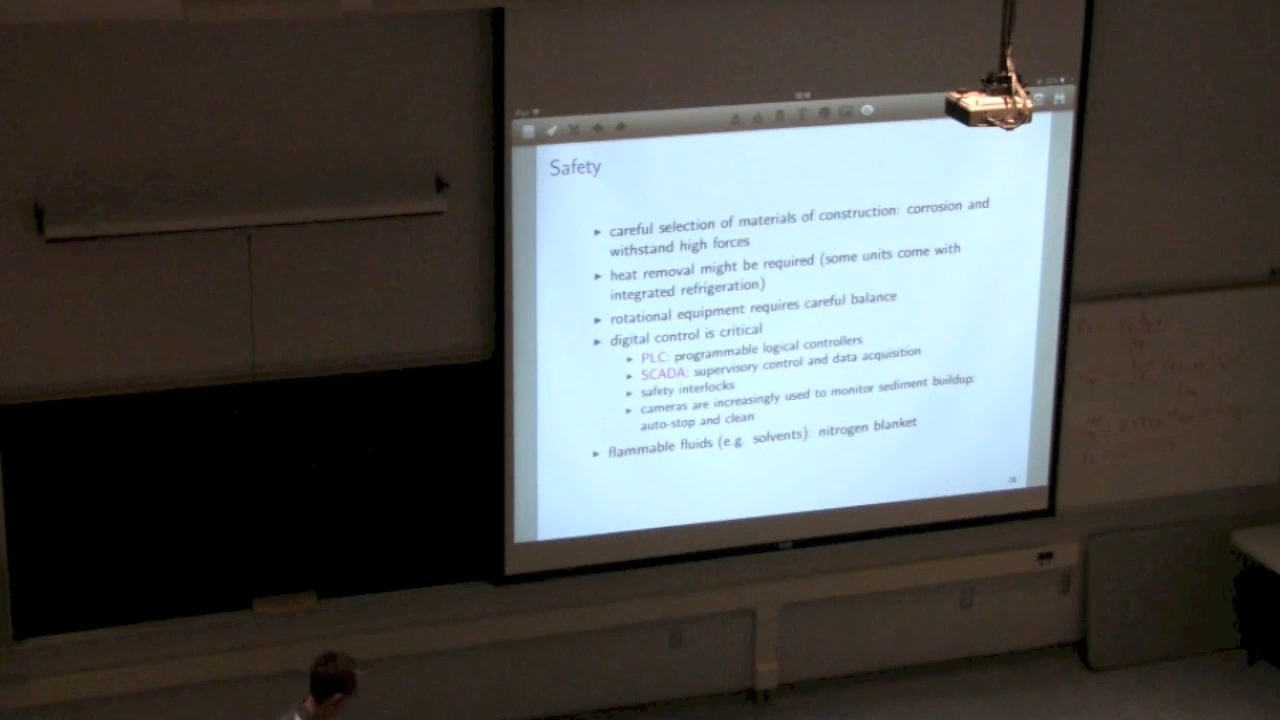 Safety
▶ careful selection of materials of construction: corrosion and
withstand high forces
▶ heat removal might be required (some units come with
integrated refrigeration)
▶ rotational equipment requires careful balance
▶ digital control is critical
▶ PLC: programmable logical controllers
▶ SCADA: supervisory control and data acquisition
▶ safety interlocks
▶ cameras are increasingly used to monitor sediment buildup:
auto-stop and clean
▶ flammable fluids (e.g. solvents): nitrogen blanket